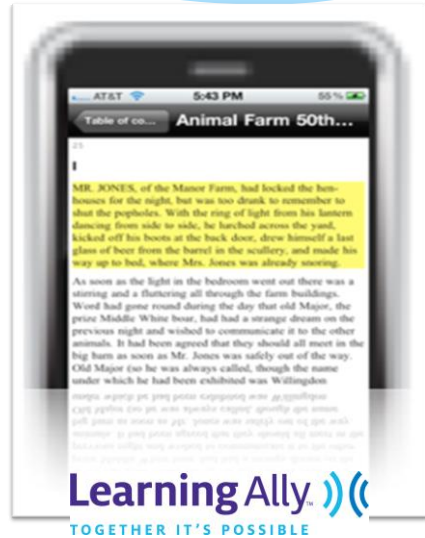 AT&T 5:43 PM 55%
Table of co... Animal Farm 50th...
25
I
MR. JONES, of the Manor Farm, had locked the hen-
houses for the night, but was too drunk to remember to
shut the popholes. With the ring of light from his lantern
dancing from side to side, he lurched across the yard,
kicked off his boots at the back door, drew himself a last
glass of beer from the barrel in the scullery, and made his
way up to bed, where Mrs. Jones was already snoring.
As soon as the light in the bedroom went out there was a
stirring and a fluttering all through the farm buildings.
Word had gone round during the day that old Major, the
prize Middle White boar, had had a strange dream on the
previous night and wished to communicate it to the other
animals. It had been agreed that they should all meet in the
big barn as soon as Mr. Jones was safely out of the way.
Old Major (so he was always called, though the name
under which he had been exhibited was Willingdon
Learning Ally™
TOGETHER IT'S POSSIBLE